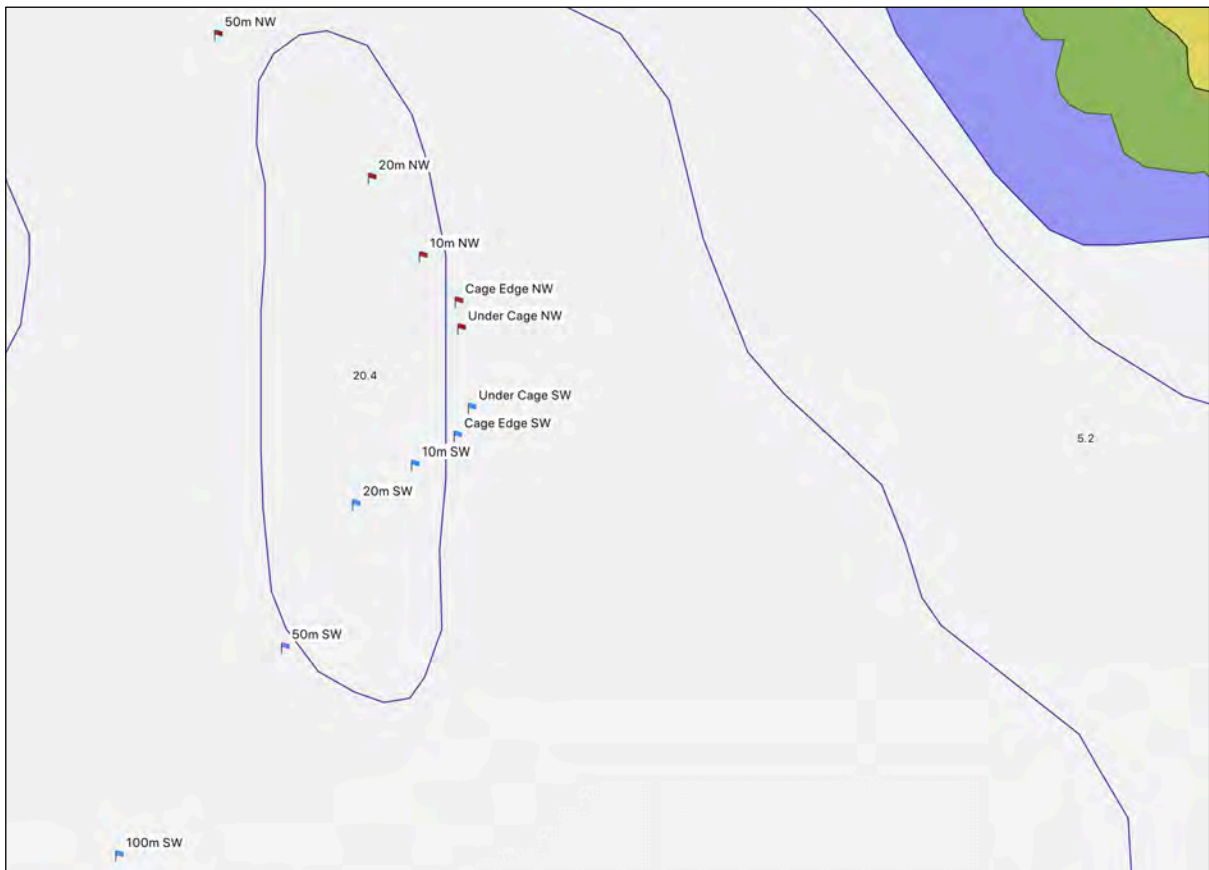 50m NW
20m NW
10m NW
Cage Edge NW
Under Cage NW
20.4
Under Cage SW
Cage Edge SW
5.2
10m SW
20m SW
50m SW
100m SW